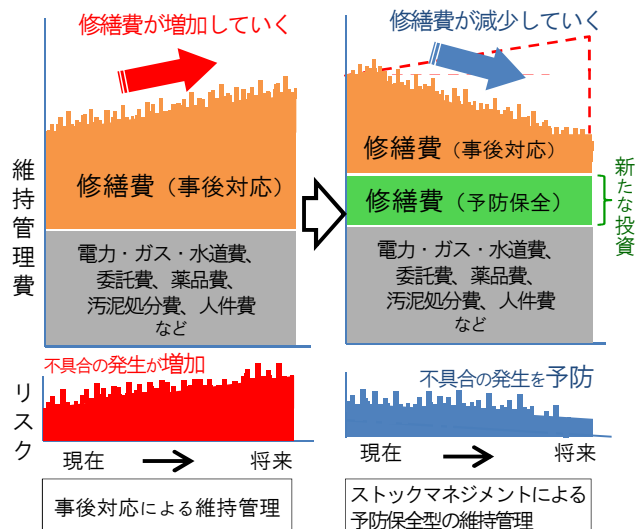 修繕費が増加していく
維持管理費
修繕費（事後対応）
電力・ガス・水道費、
委託費、薬品費、
汚泥処分費、人件費
など
リスク
不具合の発生が増加
現在
将来
事後対応による維持管理
修繕費が減少していく
修繕費（事後対応）
修繕費（予防保全）
新たな投資
電力・ガス・水道費、
委託費、薬品費、
汚泥処分費、人件費
など
不具合の発生を予防
現在
将来
ストックマネジメントによる
予防保全型の維持管理